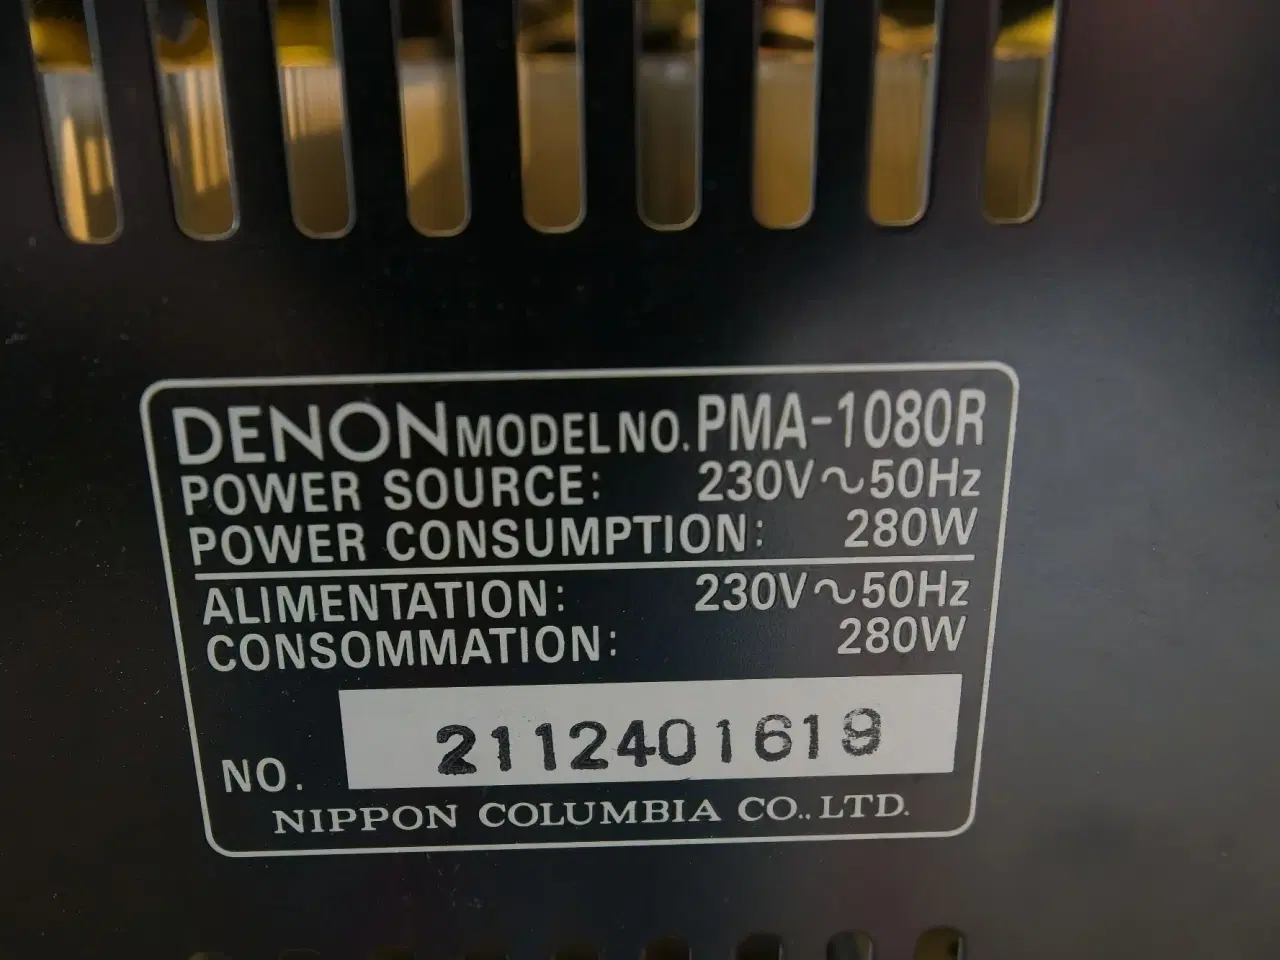 DENON MODEL NO. PMA-1080R
POWER SOURCE: 230V～50Hz
POWER CONSUMPTION: 280W
ALIMENTATION: 230V～50Hz
CONSOMMATION: 280W
NO. 2112401619
NIPPON COLUMBIA CO., LTD.